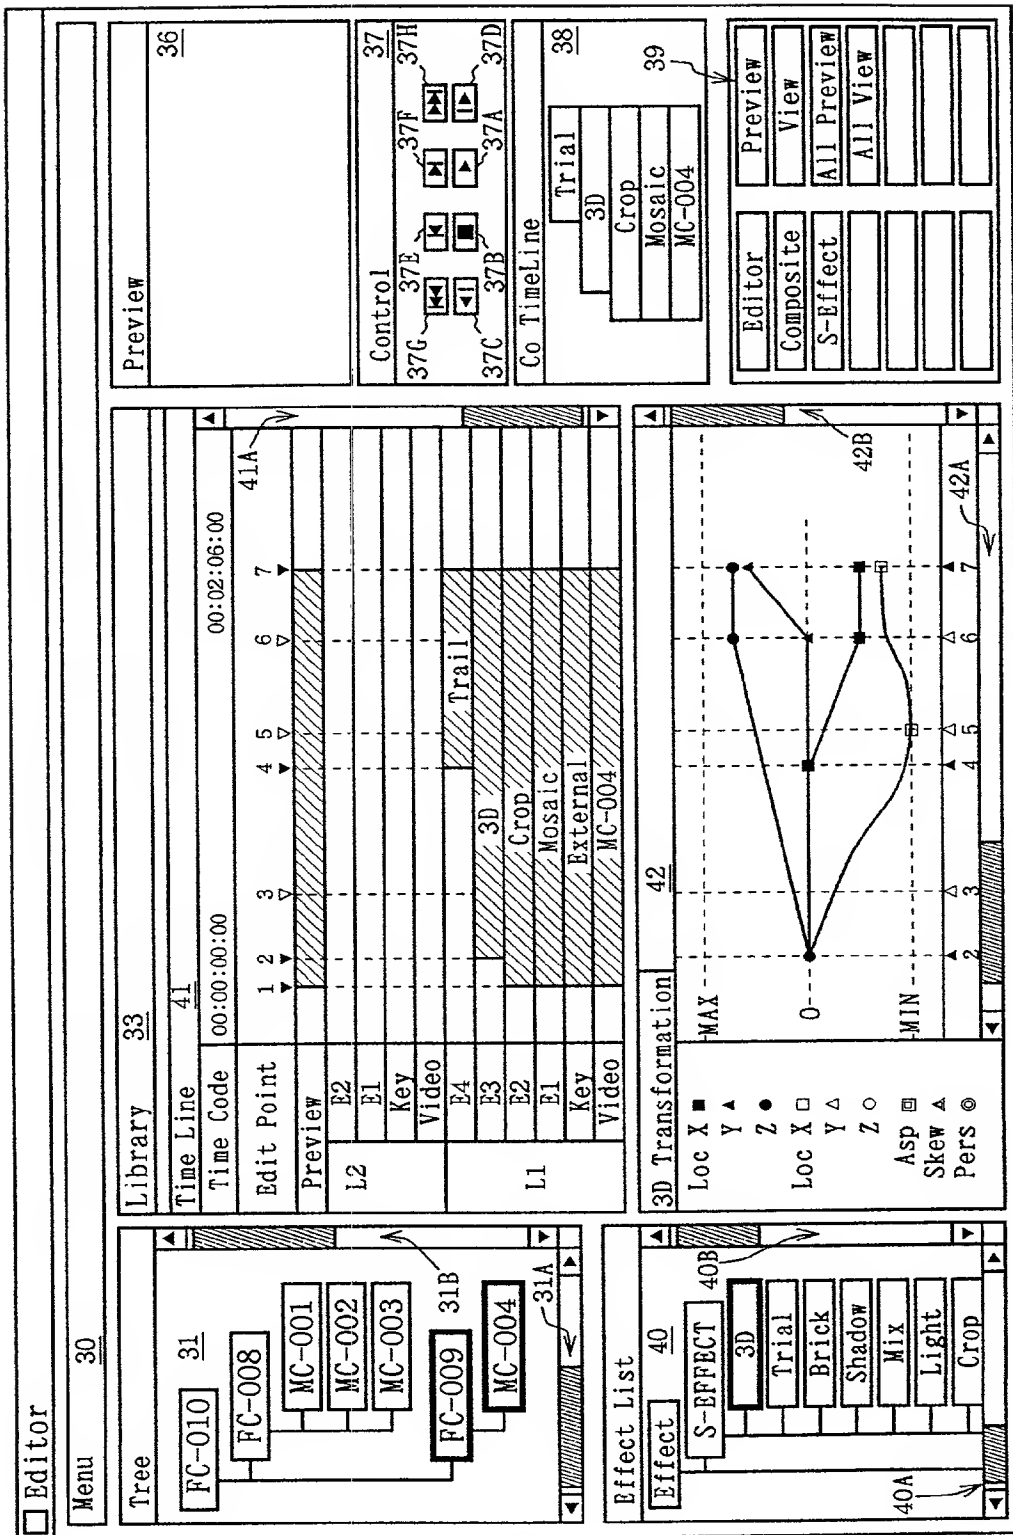 Editor
Menu 30
Tree
31
FC-010
FC-008
MC-001
MC-002
MC-003
FC-009
MC-004
31B
31A
Effect List
40
Effect
S-EFFECT
3D
Trial
Brick
Shadow
Mix
Light
Crop
40B
40A
Library 33
Time Line 41
Time Code 00:00:00:00 00:02:06:00
Edit Point 1 2 3 4 5 6 7
41A
Preview
L2
E2
E1
Key
Video
L1
E4 Trail
E3 3D
E2 Crop
E1 Mosaic
Key External
Video MC-004
3D Transformation 42
Loc X
Y
Z
Loc X
Y
Z
Asp
Skew
Pers
MAX
0
MIN
2 3 4 5 6 7
42B
42A
Preview
36
Control
37
37G 37E 37F 37H
37C 37B 37A 37D
Co TimeLine
38
Trial
3D
Crop
Mosaic
MC-004
39
Editor Preview
Composite View
S-Effect All Preview
All View